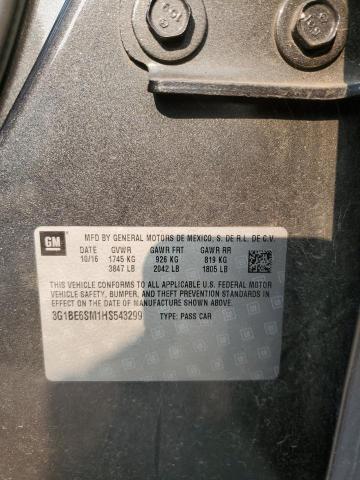 GM
MFD BY GENERAL MOTORS DE MEXICO, S. DE R.L. DE C.V.
DATE GVWR GAWR FRT GAWR RR
10/16 1745 KG 926 KG 819 KG
3847 LB 2042 LB 1805 LB
THIS VEHICLE CONFORMS TO ALL APPLICABLE U.S. FEDERAL MOTOR
VEHICLE SAFETY, BUMPER, AND THEFT PREVENTION STANDARDS
IN EFFECT ON THE DATE OF MANUFACTURE SHOWN ABOVE.
3G1BE6SM1HS543299 TYPE: PASS CAR